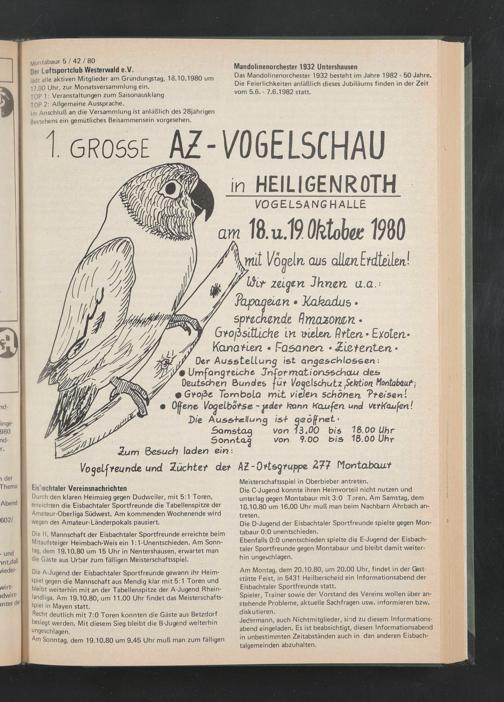 Montabaur 5 / 42 / 80
Der Luftsportclub Westerwald e.V.
lädt alle aktiven Mitglieder am Gründungstag, 18.10.1980 um
17.00 Uhr, zur Monatsversammlung ein.
TOP 1: Veranstaltungen zum Saisonausklang
TOP 2: Allgemeine Aussprache.
Im Anschluß an die Versammlung ist anläßlich des 28jährigen
Bestehens ein gemütliches Beisammensein vorgesehen.
Mandolinenorchester 1932 Untershausen
Das Mandolinenorchester 1932 besteht im Jahre 1982 - 50 Jahre.
Die Feierlichkeiten anläßlich dieses Jubiläums finden in der Zeit
vom 5.6. - 7.6.1982 statt.
1. GROSSE AZ-VOGELSCHAU
in HEILIGENROTH
VOGELSANGHALLE
am 18. u. 19. Oktober 1980
mit Vögeln aus allen Erdteilen!
Wir zeigen Ihnen u.a.:
Papageien • Kakadus •
sprechende Amazonen •
Großsittiche in vielen Arten • Exoten •
Kanarien • Fasanen • Zierenten •
Der Ausstellung ist angeschlossen:
• Umfangreiche Informationsschau des
Deutschen Bundes für Vogelschutz, Sektion Montabaur;
• Große Tombola mit vielen schönen Preisen!
• Offene Vogelbörse - jeder kann kaufen und verkaufen!
Die Ausstellung ist geöffnet:
Samstag von 13.00 bis 18.00 Uhr
Sonntag von 9.00 bis 18.00 Uhr
Zum Besuch laden ein:
Vogelfreunde und Züchter der AZ-Ortsgruppe 277 Montabaur
Eisbachtaler Vereinsnachrichten
Durch den klaren Heimsieg gegen Dudweiler, mit 5:1 Toren,
erreichten die Eisbachtaler Sportfreunde die Tabellenspitze der
Amateur-Oberliga Südwest. Am kommenden Wochenende wird
wegen des Amateur-Länderpokals pausiert.
Die II. Mannschaft der Eisbachtaler Sportfreunde erreichte beim
Mitaufsteiger Heimbach-Weis ein 1:1-Unentschieden. Am Sonn-
tag, dem 19.10.80 um 15 Uhr in Nentershausen, erwartet man
die Gäste aus Urbar zum fälligen Meisterschaftsspiel.
Die A-Jugend der Eisbachtaler Sportfreunde gewann ihr Heim-
spiel gegen die Mannschaft aus Mendig klar mit 5:1 Toren und
bleibt weiterhin mit an der Tabellenspitze der A-Jugend Rhein-
landliga. Am 19.10.80, um 11.00 Uhr findet das Meisterschafts-
spiel in Mayen statt.
Recht deutlich mit 7:0 Toren konnten die Gäste aus Betzdorf
besiegt werden. Mit diesem Sieg bleibt die B-Jugend weiterhin
ungeschlagen.
Am Sonntag, dem 19.10.80 um 9.45 Uhr muß man zum fälligen
Meisterschaftsspiel in Oberbieber antreten.
Die C-Jugend konnte ihren Heimvorteil nicht nutzen und
unterlag gegen Montabaur mit 3:0 Toren. Am Samstag, dem
18.10.80 um 16.00 Uhr muß man beim Nachbarn Ahrbach an-
treten.
Die D-Jugend der Eisbachtaler Sportfreunde spielte gegen Mon-
tabaur 0:0 unentschieden.
Ebenfalls 0:0 unentschieden spielte die E-Jugend der Eisbach-
taler Sportfreunde gegen Montabaur und bleibt damit weiter-
hin ungeschlagen.
Am Montag, dem 20.10.80, um 20.00 Uhr, findet in der Gast-
stätte Feist, in 5431 Heilberscheid ein Informationsabend der
Eisbachtaler Sportfreunde statt.
Spieler, Trainer sowie der Vorstand des Vereins wollen über an-
stehende Probleme, aktuelle Sachfragen usw. informieren bzw.
diskutieren.
Jedermann, auch Nichtmitglieder, sind zu diesem Informations-
abend eingeladen. Es ist beabsichtigt, diesen Informationsabend
in unbestimmten Zeitabständen auch in den anderen Eisbach-
talgemeinden abzuhalten.